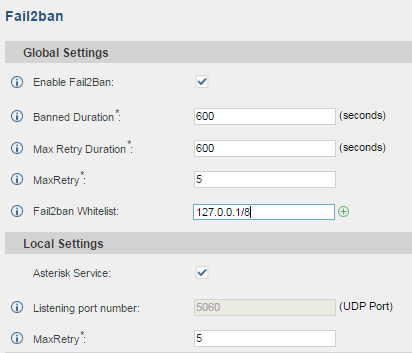 Fail2ban
Global Settings
Enable Fail2Ban:
Banned Duration*: 600 (seconds)
Max Retry Duration*: 600 (seconds)
MaxRetry*: 5
Fail2ban Whitelist: 127.0.0.1/8
Local Settings
Asterisk Service:
Listening port number: 5060 (UDP Port)
MaxRetry*: 5